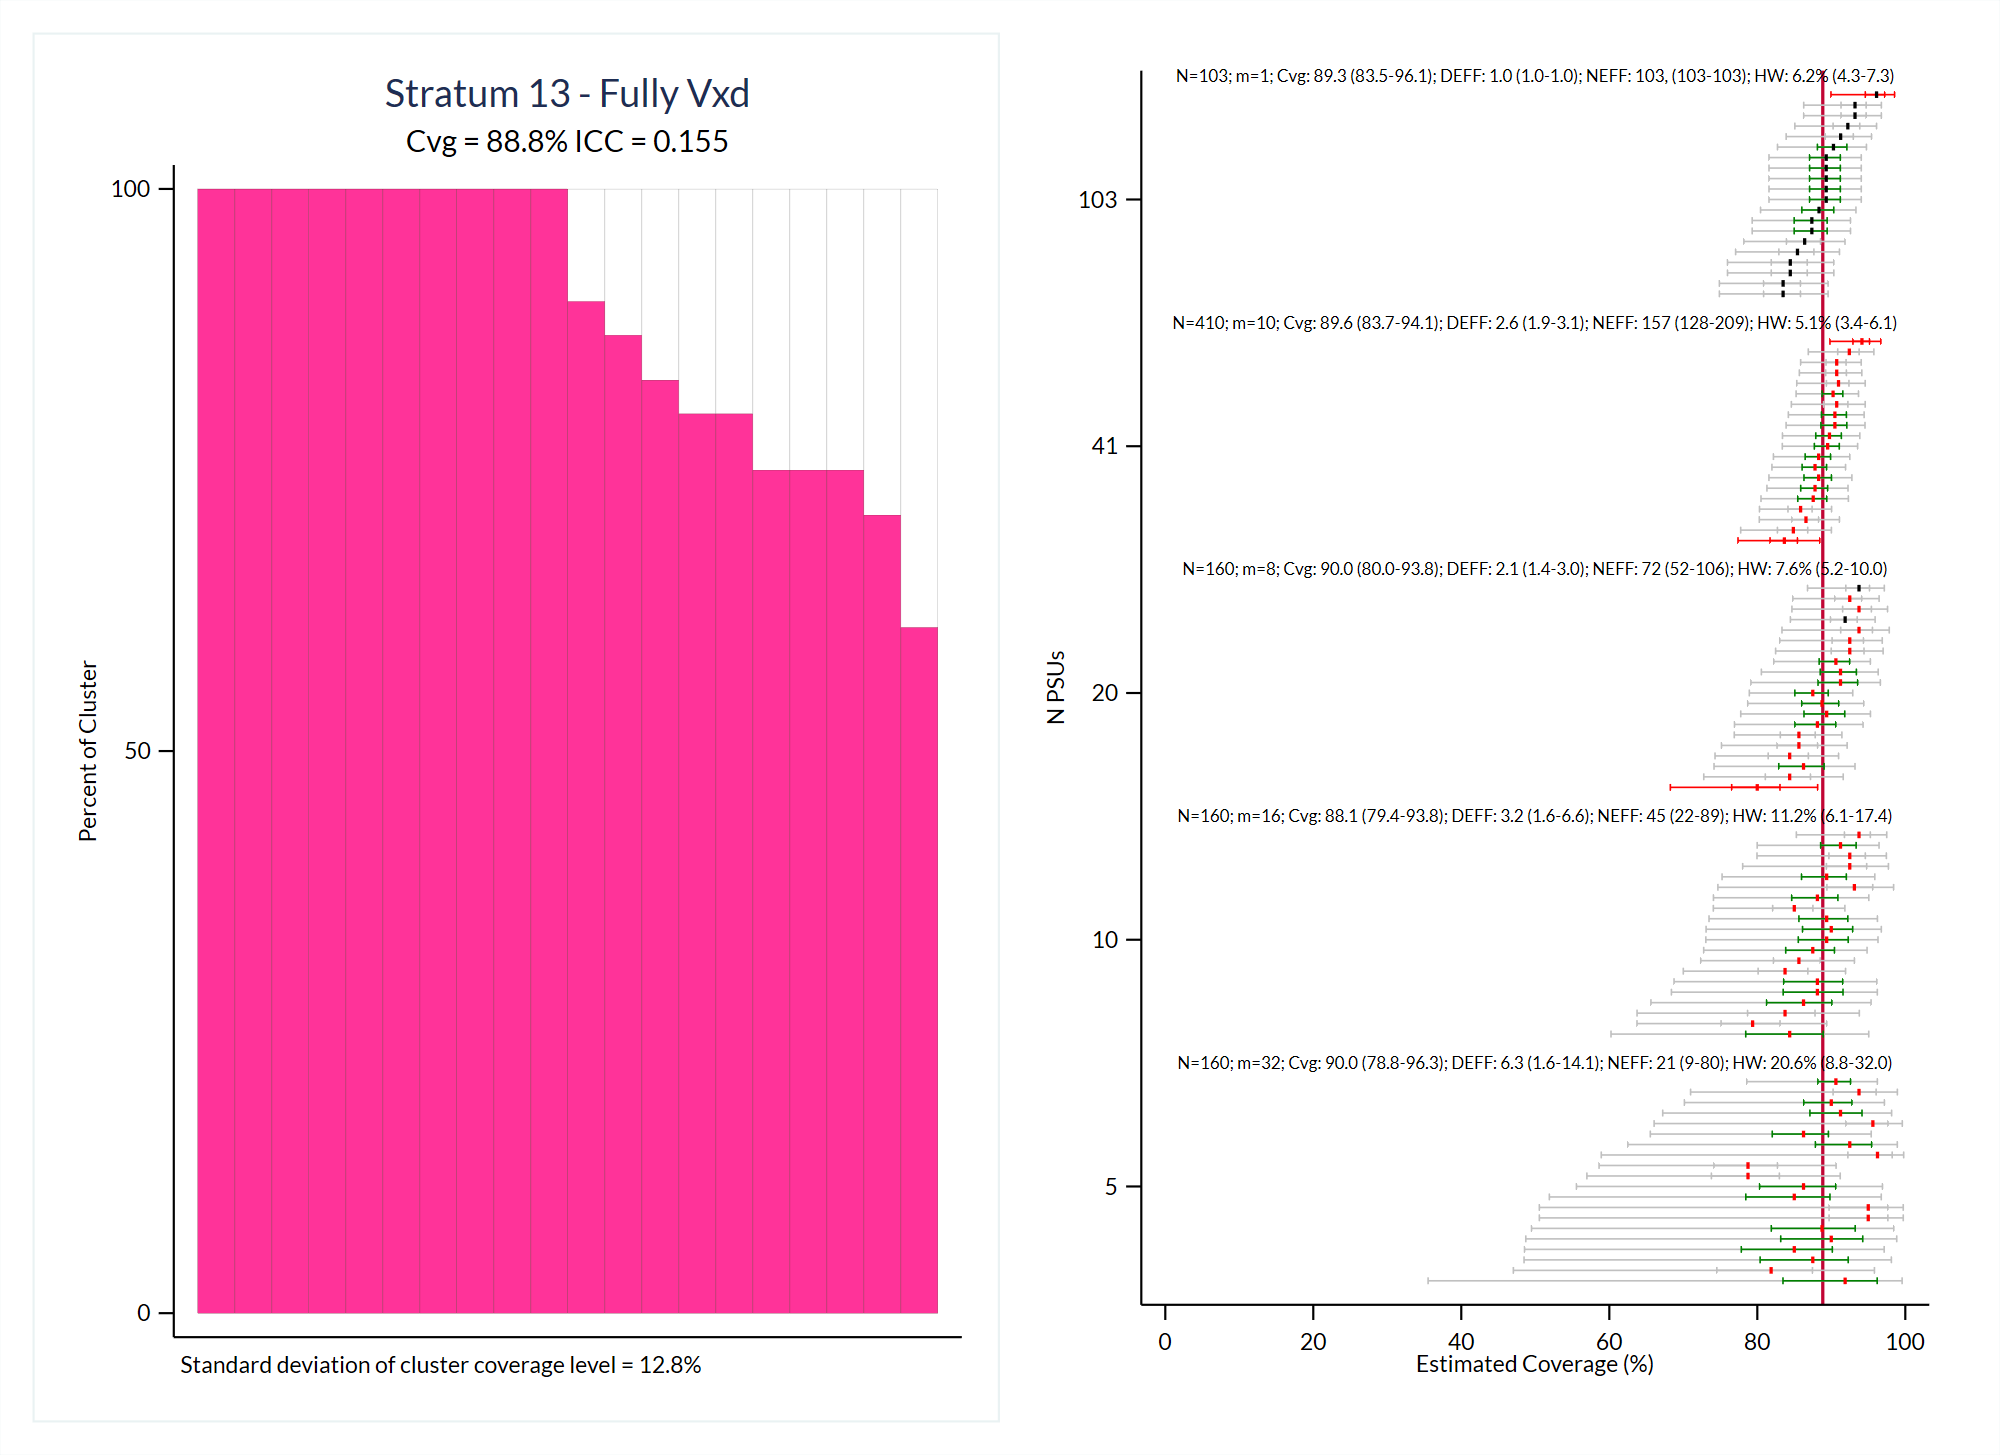 Stratum 13 - Fully Vxd
Cvg = 88.8% ICC = 0.155
100
50
0
Percent of Cluster
Standard deviation of cluster coverage level = 12.8%
N=103; m=1; Cvg: 89.3 (83.5-96.1); DEFF: 1.0 (1.0-1.0); NEFF: 103, (103-103); HW: 6.2% (4.3-7.3)
103
N=410; m=10; Cvg: 89.6 (83.7-94.1); DEFF: 2.6 (1.9-3.1); NEFF: 157 (128-209); HW: 5.1% (3.4-6.1)
41
N=160; m=8; Cvg: 90.0 (80.0-93.8); DEFF: 2.1 (1.4-3.0); NEFF: 72 (52-106); HW: 7.6% (5.2-10.0)
20
N PSUs
N=160; m=16; Cvg: 88.1 (79.4-93.8); DEFF: 3.2 (1.6-6.6); NEFF: 45 (22-89); HW: 11.2% (6.1-17.4)
10
N=160; m=32; Cvg: 90.0 (78.8-96.3); DEFF: 6.3 (1.6-14.1); NEFF: 21 (9-80); HW: 20.6% (8.8-32.0)
5
0 20 40 60 80 100
Estimated Coverage (%)